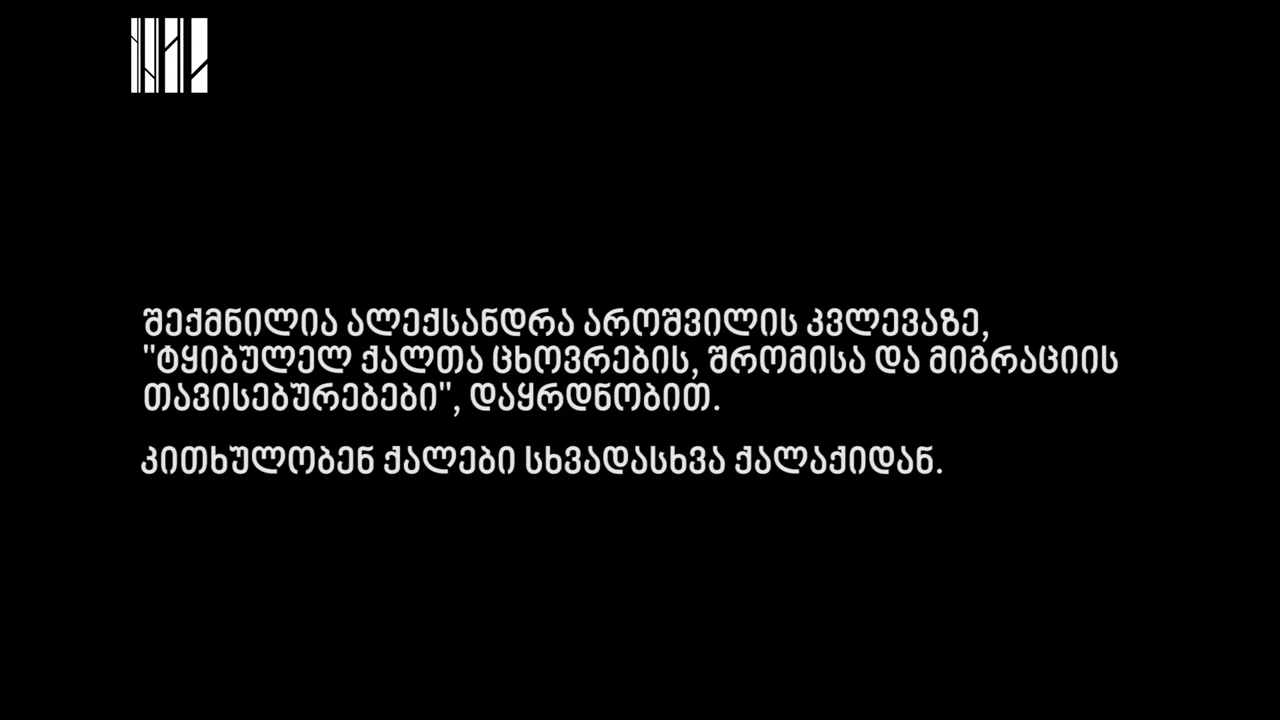 შექმნილია ალექსანდრა აროშვილის კვლევაზე,
"ტყიბულელ ქალთა ცხოვრების, შრომისა და მიგრაციის
თავისებურებები", დაყრდნობით.
კითხულობენ ქალები სხვადასხვა ქალაქიდან.